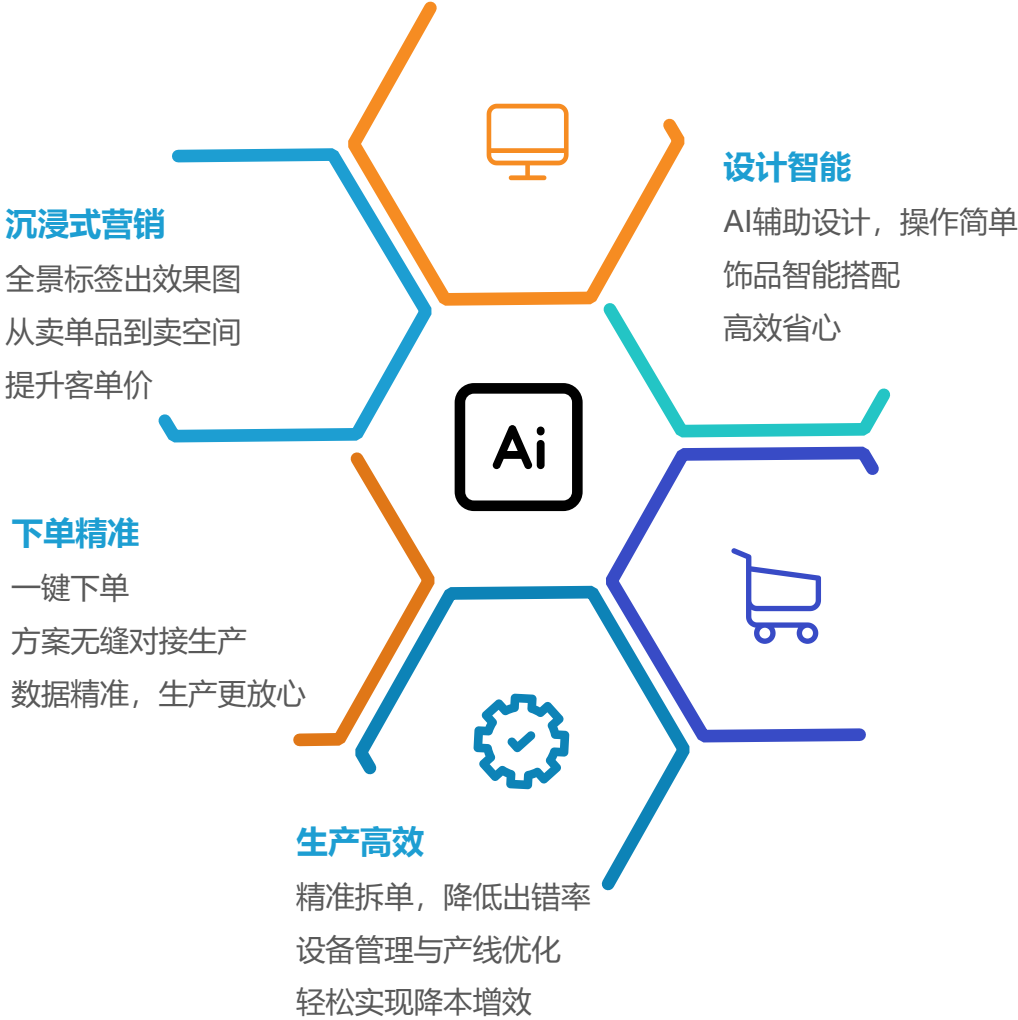 设计智能
AI辅助设计，操作简单
饰品智能搭配
高效省心
沉浸式营销
全景标签出效果图
从卖单品到卖空间
提升客单价
Ai
下单精准
一键下单
方案无缝对接生产
数据精准，生产更放心
生产高效
精准拆单，降低出错率
设备管理与产线优化
轻松实现降本增效